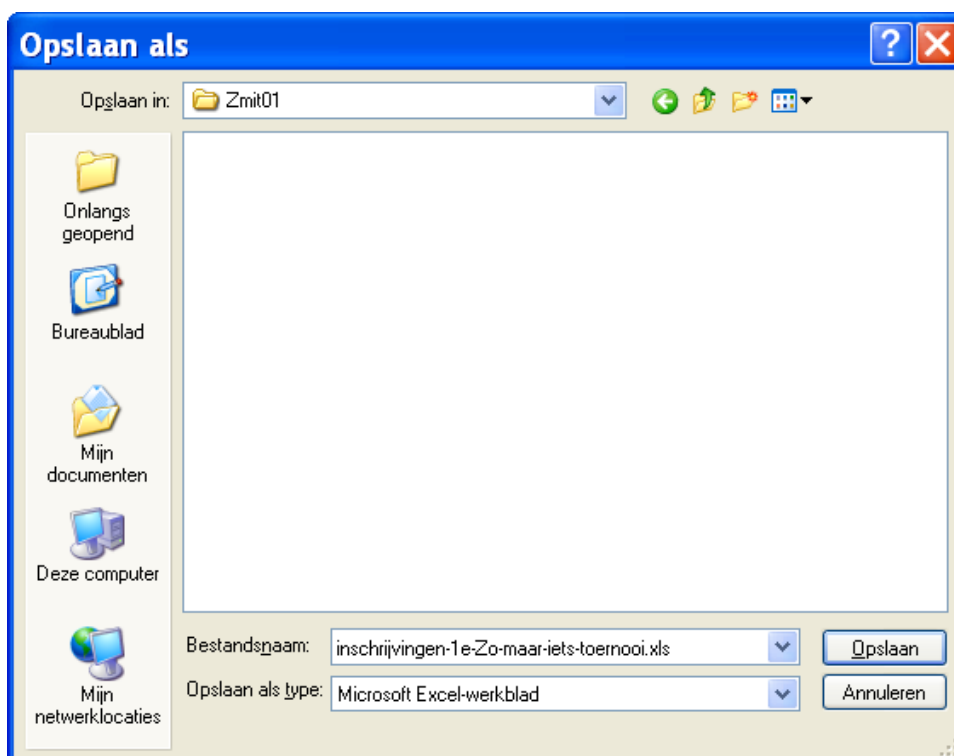 Opslaan als
Opslaan in:
Zmit01
Onlangs
geopend
Bureaublad
Mijn
documenten
Deze computer
Mijn
netwerklocaties
Bestandsnaam:
inschrijvingen-1e-Zo-maar-iets-toernooi.xls
Opslaan
Opslaan als type:
Microsoft Excel-werkblad
Annuleren